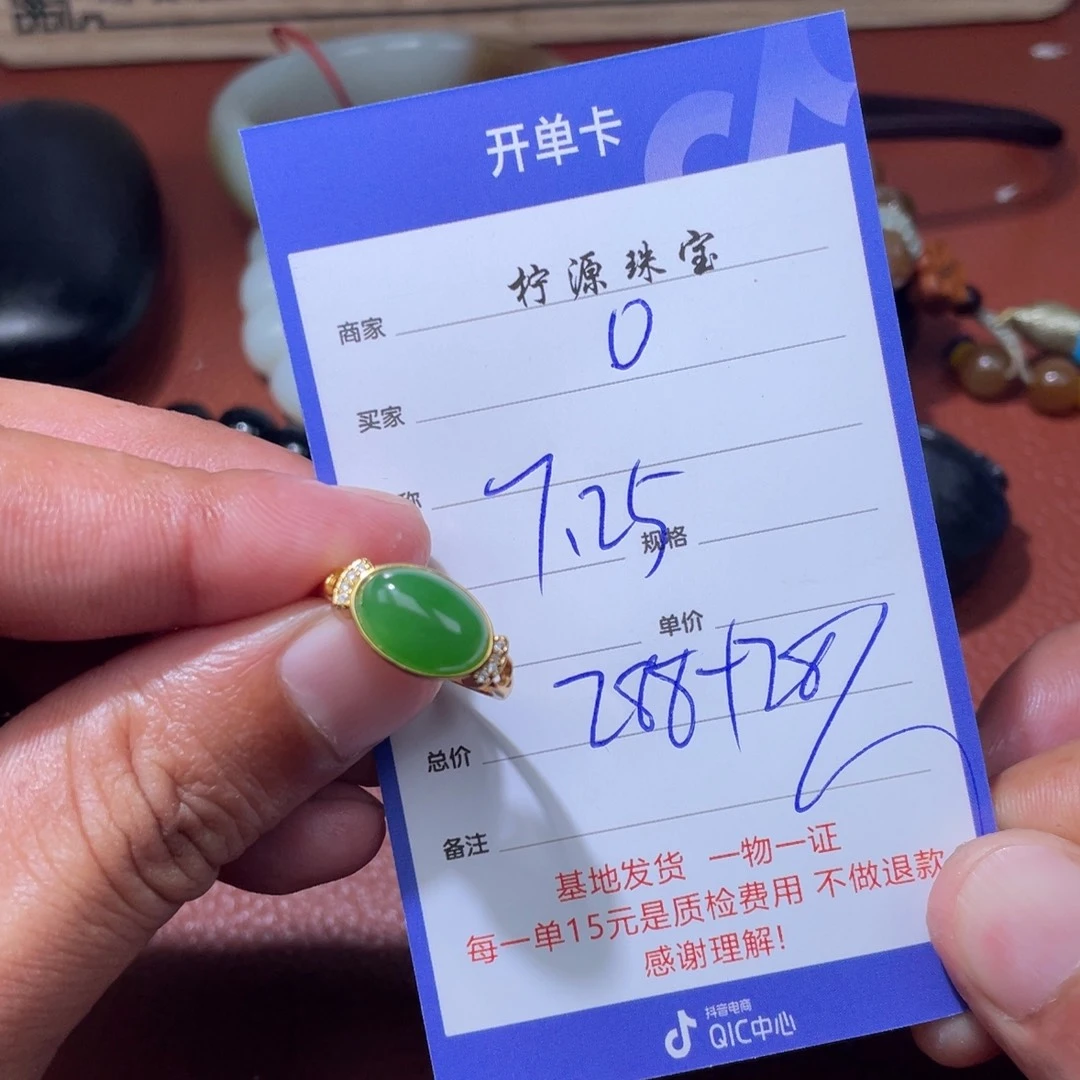 开单卡
柠源珠宝
商家
0
买家
称
7.25
规格
单价
288+28
总价
备注
基地发货 一物一证
每一单15元是质检费用 不做退款
感谢理解!
抖音电商
QIC中心